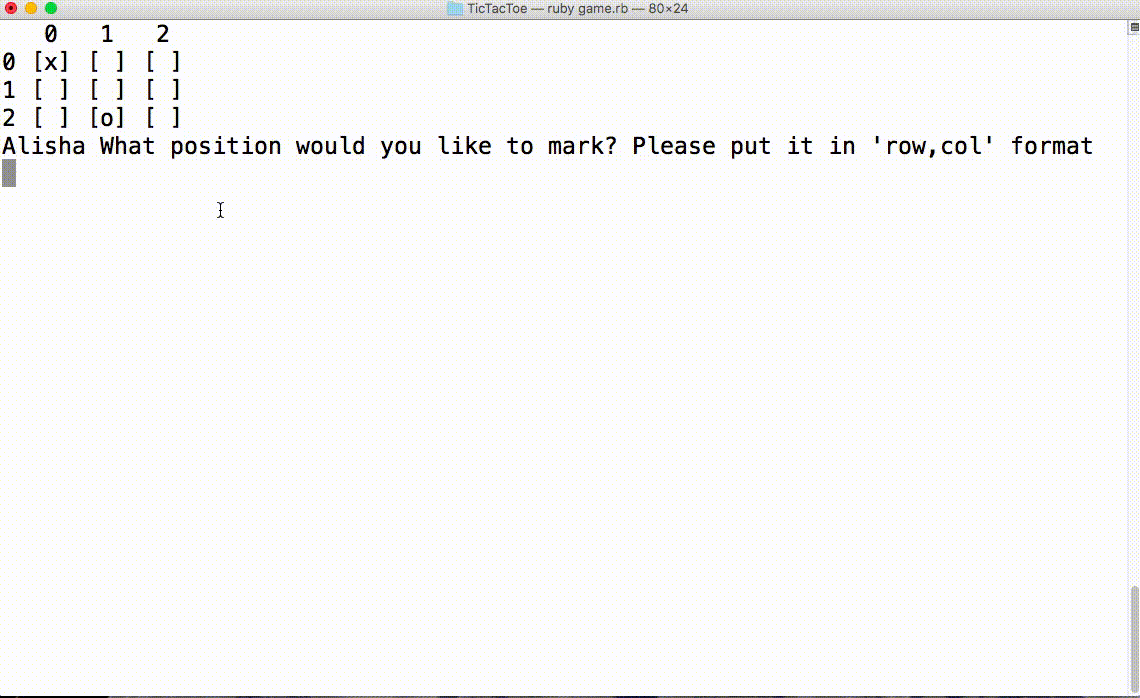 TicTacToe — ruby game.rb — 80×24
   0   1   2
0 [x] [ ] [ ]
1 [ ] [ ] [ ]
2 [ ] [o] [ ]
Alisha What position would you like to mark? Please put it in 'row,col' format